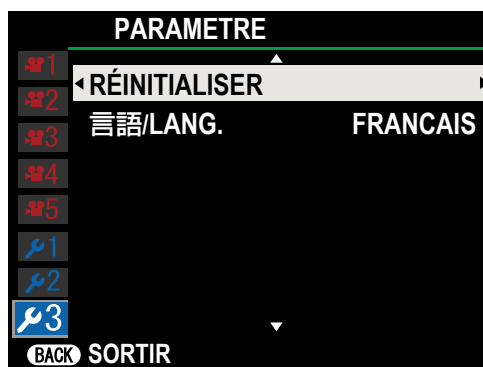 PARAMETRE
1
RÉINITIALISER
2
言語/LANG. FRANCAIS
3
4
5
1
2
3
BACK SORTIR